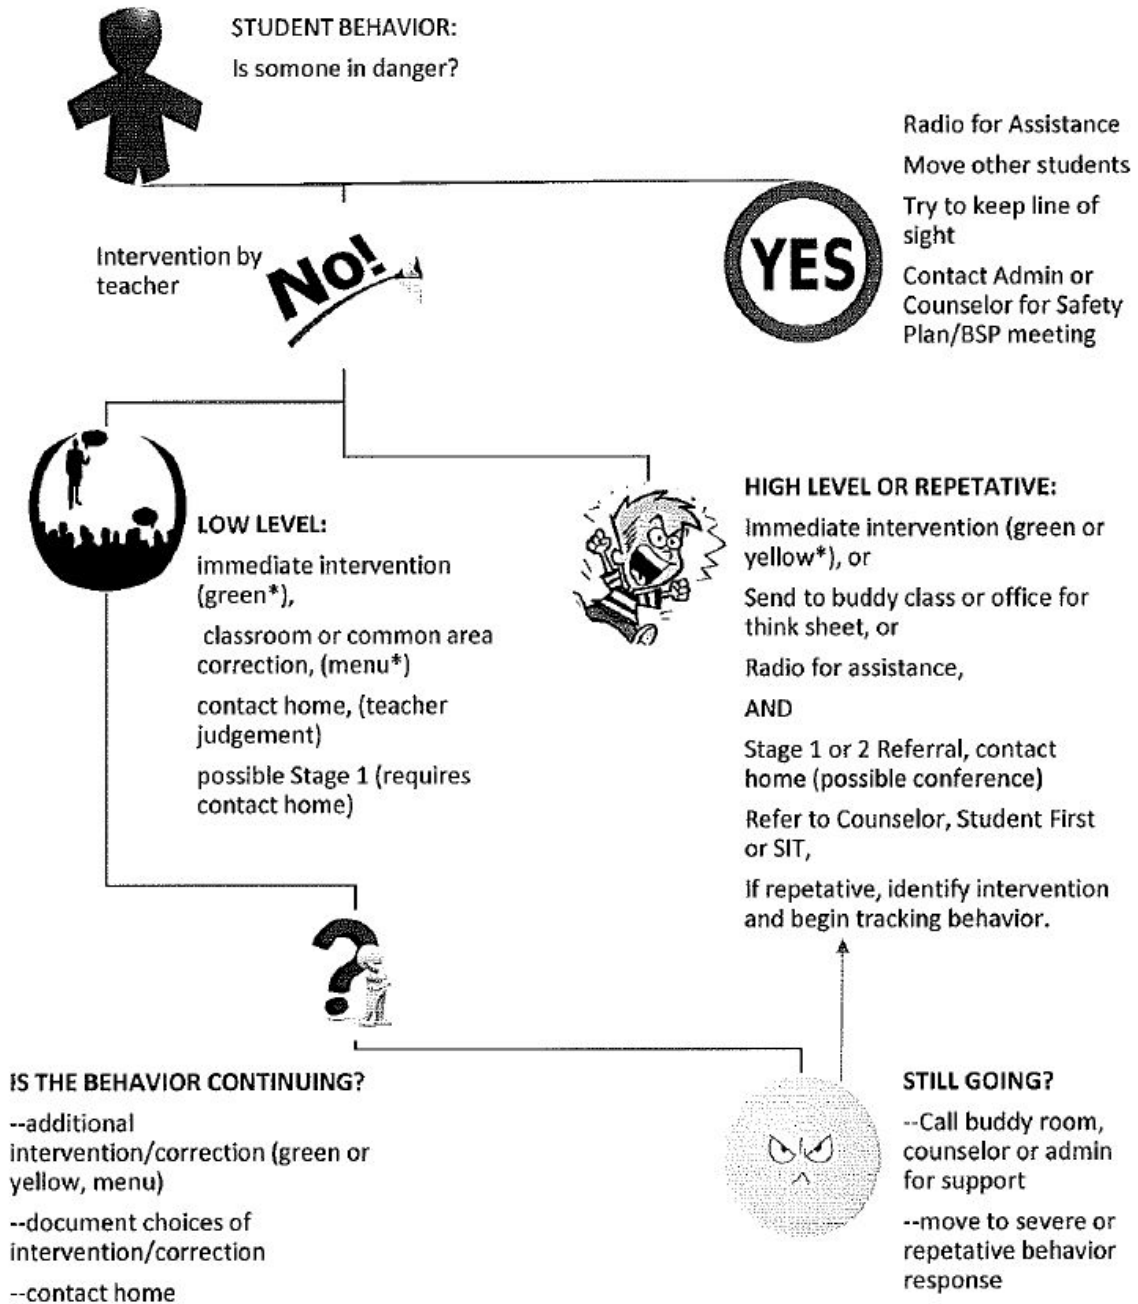 STUDENT BEHAVIOR:
Is somone in danger?
Radio for Assistance
Move other students
Try to keep line of
sight
Contact Admin or
Counselor for Safety
Plan/BSP meeting
YES
Intervention by
teacher
No!
LOW LEVEL:
immediate intervention
(green*),
classroom or common area
correction, (menu*)
contact home, (teacher
judgement)
possible Stage 1 (requires
contact home)
HIGH LEVEL OR REPETATIVE:
Immediate intervention (green or
yellow*), or
Send to buddy class or office for
think sheet, or
Radio for assistance,
AND
Stage 1 or 2 Referral, contact
home (possible conference)
Refer to Counselor, Student First
or SIT,
If repetative, identify intervention
and begin tracking behavior.
?
IS THE BEHAVIOR CONTINUING?
--additional
intervention/correction (green or
yellow, menu)
--document choices of
intervention/correction
--contact home
STILL GOING?
--Call buddy room,
counselor or admin
for support
--move to severe or
repetative behavior
response